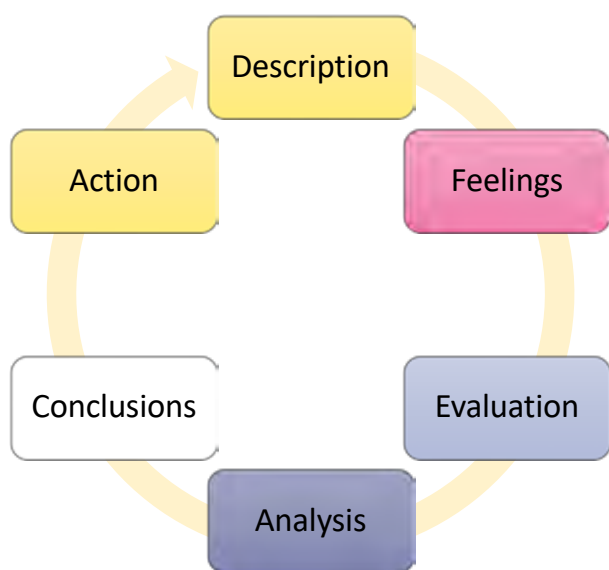 Description
Feelings
Evaluation
Analysis
Conclusions
Action